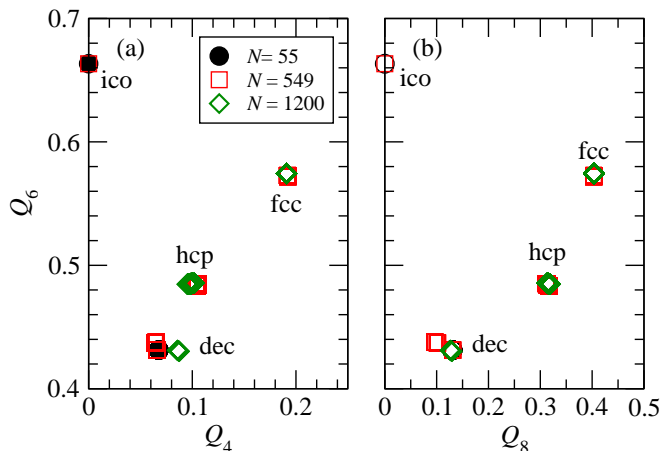 0.7
0.6
0.5
0.4
Q6
(a)
N = 55
N = 549
N = 1200
ico
fcc
hcp
dec
0
0.1
0.2
Q4
(b)
ico
fcc
hcp
dec
0
0.1
0.2
0.3
0.4
0.5
Q8